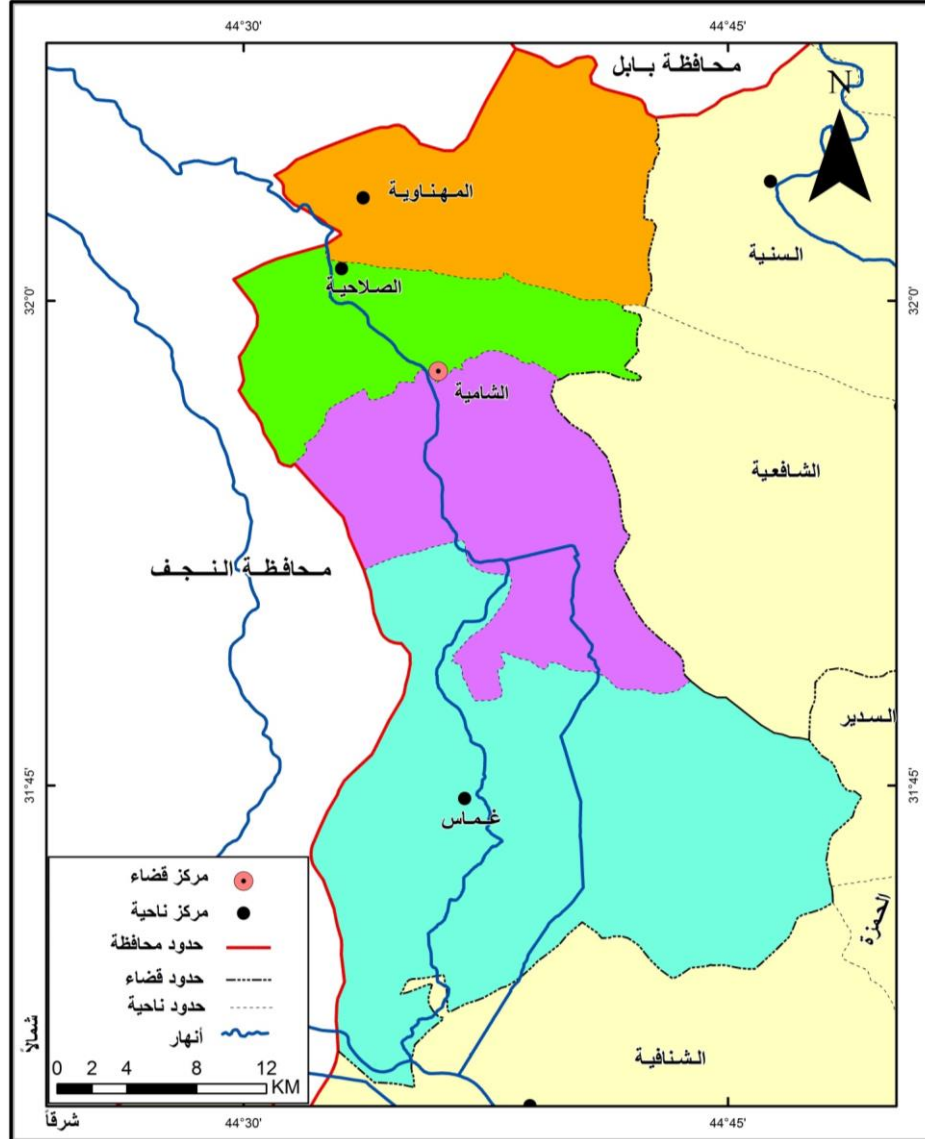 44°30'
44°45'
محافظة بابل
N
المهناوية
السنية
الصلاحية
32°0'
32°0'
الشامية
الشافعية
محافظة النجف
السدير
31°45'
31°45'
غماس
الحمزة
الشنافية
مركز قضاء
مركز ناحية
حدود محافظة
حدود قضاء
حدود ناحية
أنهار
0 2 4 8 12
KM
شمالاً
شرقاً
44°30'
44°45'